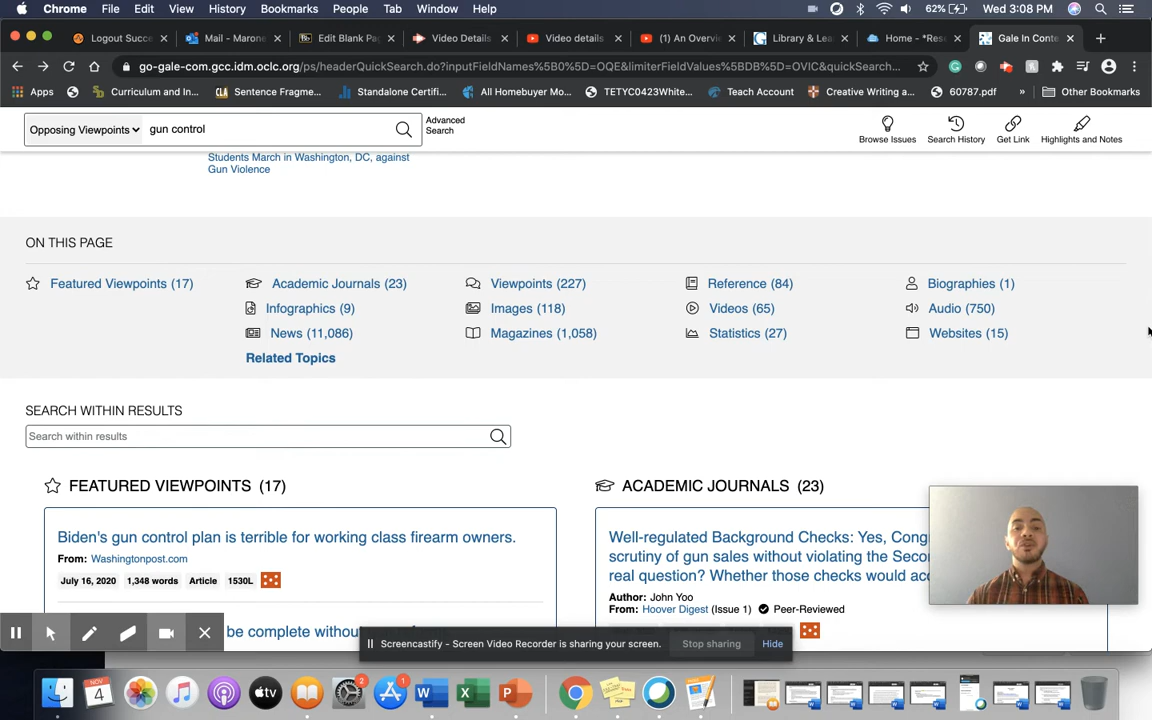 Chrome File Edit View History Bookmarks People Tab Window Help 62% Wed 3:08 PM
Logout Succ Mail - Maron Edit Blank Pa Video Details Video details (1) An Overvi Library & Lea Home - *Res Gale In Conte
go-gale-com.gcc.idm.oclc.org/ps/headerQuickSearch.do?inputFieldNames%5B0%5D=OQE&limiterFieldValues%5BDB%5D=OVIC&quickSearch...
Apps Curriculum and In... Sentence Fragme... Standalone Certifi... All Homebuyer Mo... TETYC0423White... Teach Account Creative Writing a... 60787.pdf » Other Bookmarks
Opposing Viewpoints gun control Advanced Search
Browse Issues Search History Get Link Highlights and Notes
Students March in Washington, DC, against
Gun Violence
ON THIS PAGE
Featured Viewpoints (17) Academic Journals (23) Viewpoints (227) Reference (84) Biographies (1)
Infographics (9) Images (118) Videos (65) Audio (750)
News (11,086) Magazines (1,058) Statistics (27) Websites (15)
Related Topics
SEARCH WITHIN RESULTS
Search within results
FEATURED VIEWPOINTS (17)
Biden's gun control plan is terrible for working class firearm owners.
From: Washingtonpost.com
July 16, 2020 1,348 words Article 1530L
be complete withou
ACADEMIC JOURNALS (23)
Well-regulated Background Checks: Yes, Cong
scrutiny of gun sales without violating the Seco
real question? Whether those checks would acc
Author: John Yoo
From: Hoover Digest (Issue 1) Peer-Reviewed
Screencastify - Screen Video Recorder is sharing your screen. Stop sharing Hide
NOV
4
2
1